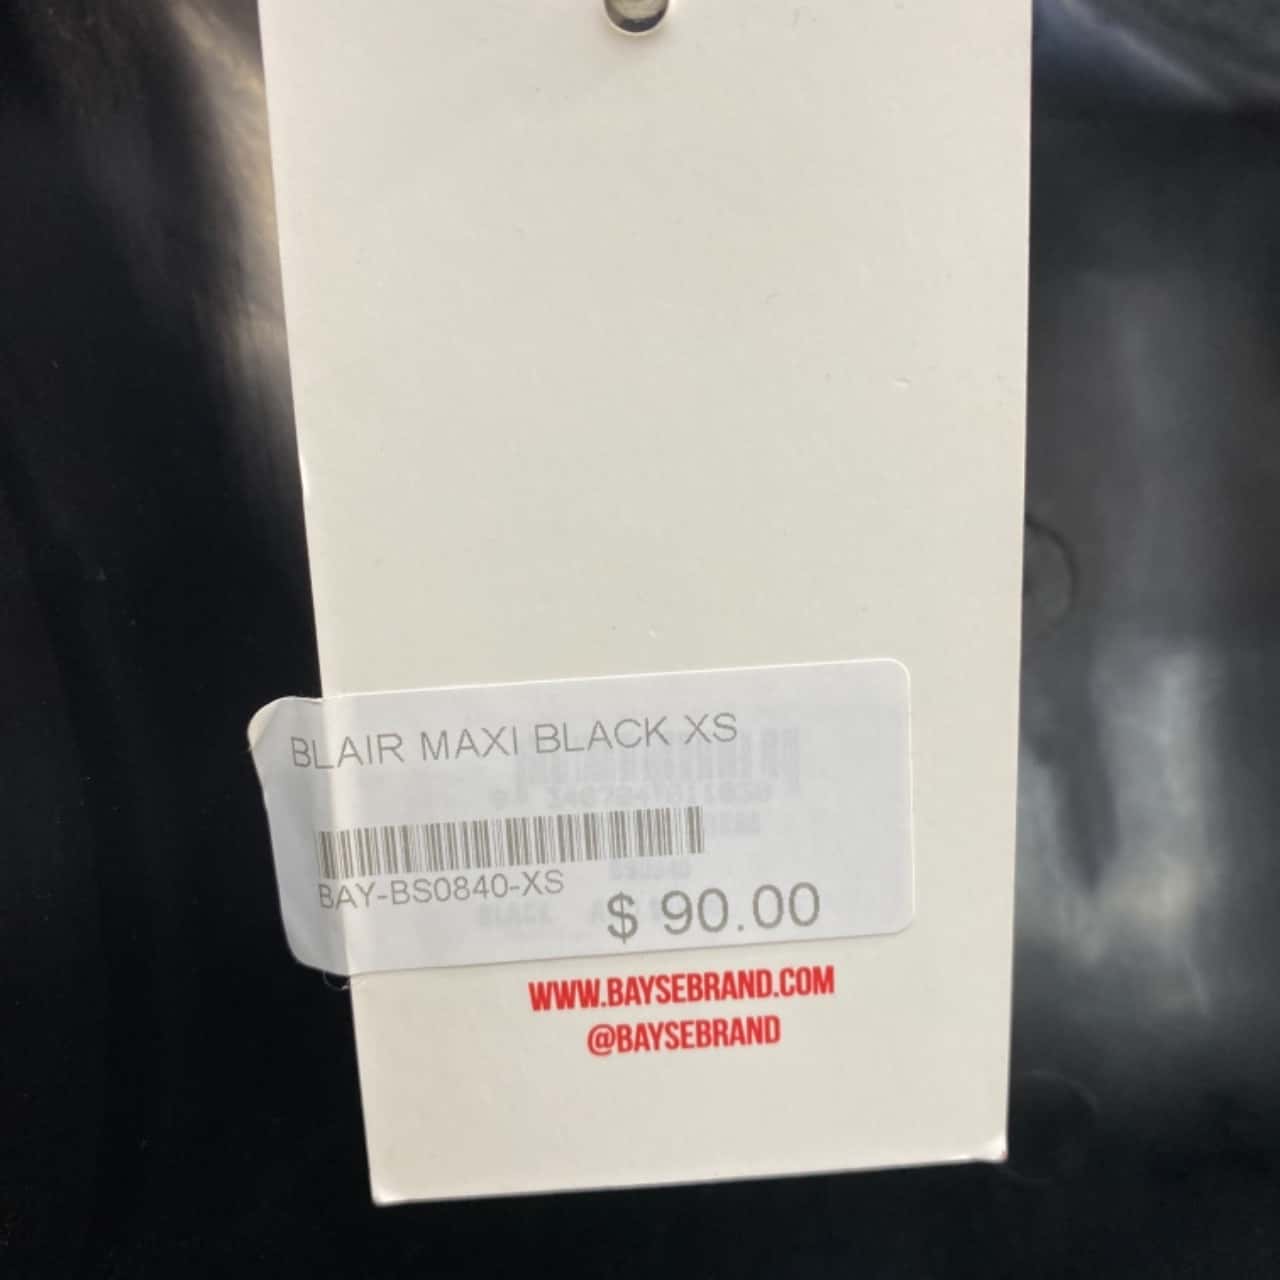 BLAIR MAXI BLACK XS
BAY-BS0840-XS
$ 90.00
WWW.BAYSEBRAND.COM
@BAYSEBRAND